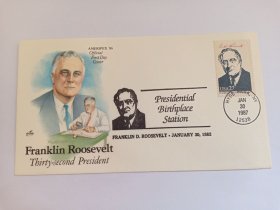 AMERIPEX '86
Official
First Day
Cover
Presidential
Birthplace
Station
FRANKLIN D. ROOSEVELT - JANUARY 30, 1882
Franklin Roosevelt
Thirty-second President
JAN
30
1987
12538